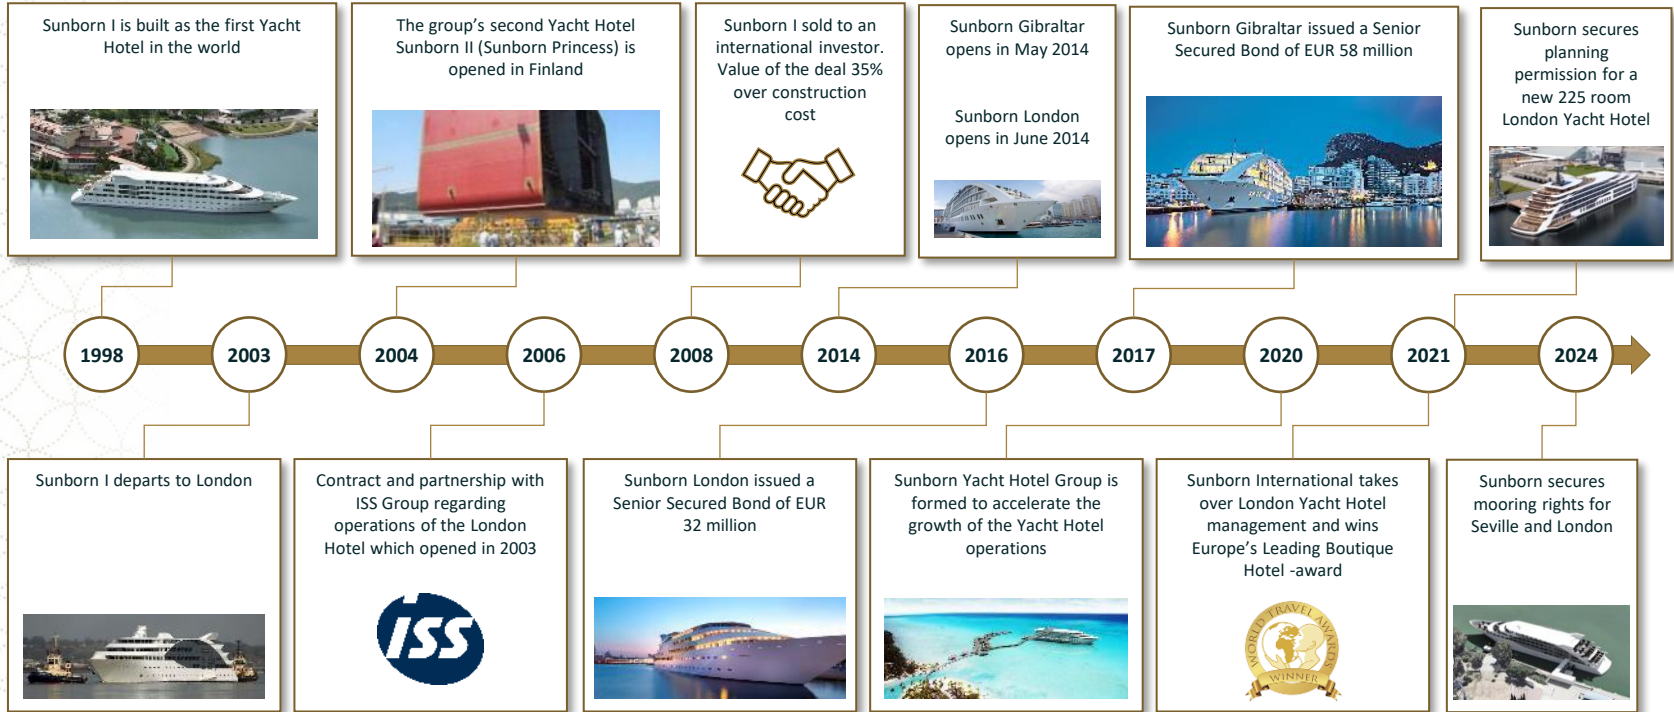 Sunborn I is built as the first Yacht
Hotel in the world
The group’s second Yacht Hotel
Sunborn II (Sunborn Princess) is
opened in Finland
Sunborn I sold to an
international investor.
Value of the deal 35%
over construction
cost
Sunborn Gibraltar
opens in May 2014
Sunborn London
opens in June 2014
Sunborn Gibraltar issued a Senior
Secured Bond of EUR 58 million
Sunborn secures
planning
permission for a
new 225 room
London Yacht Hotel
1998
2003
2004
2006
2008
2014
2016
2017
2020
2021
2024
Sunborn I departs to London
Contract and partnership with
ISS Group regarding
operations of the London
Hotel which opened in 2003
ISS
Sunborn London issued a
Senior Secured Bond of EUR
32 million
Sunborn Yacht Hotel Group is
formed to accelerate the
growth of the Yacht Hotel
operations
Sunborn International takes
over London Yacht Hotel
management and wins
Europe’s Leading Boutique
Hotel -award
WORLD TRAVEL AWARDS
WINNER
Sunborn secures
mooring rights for
Seville and London